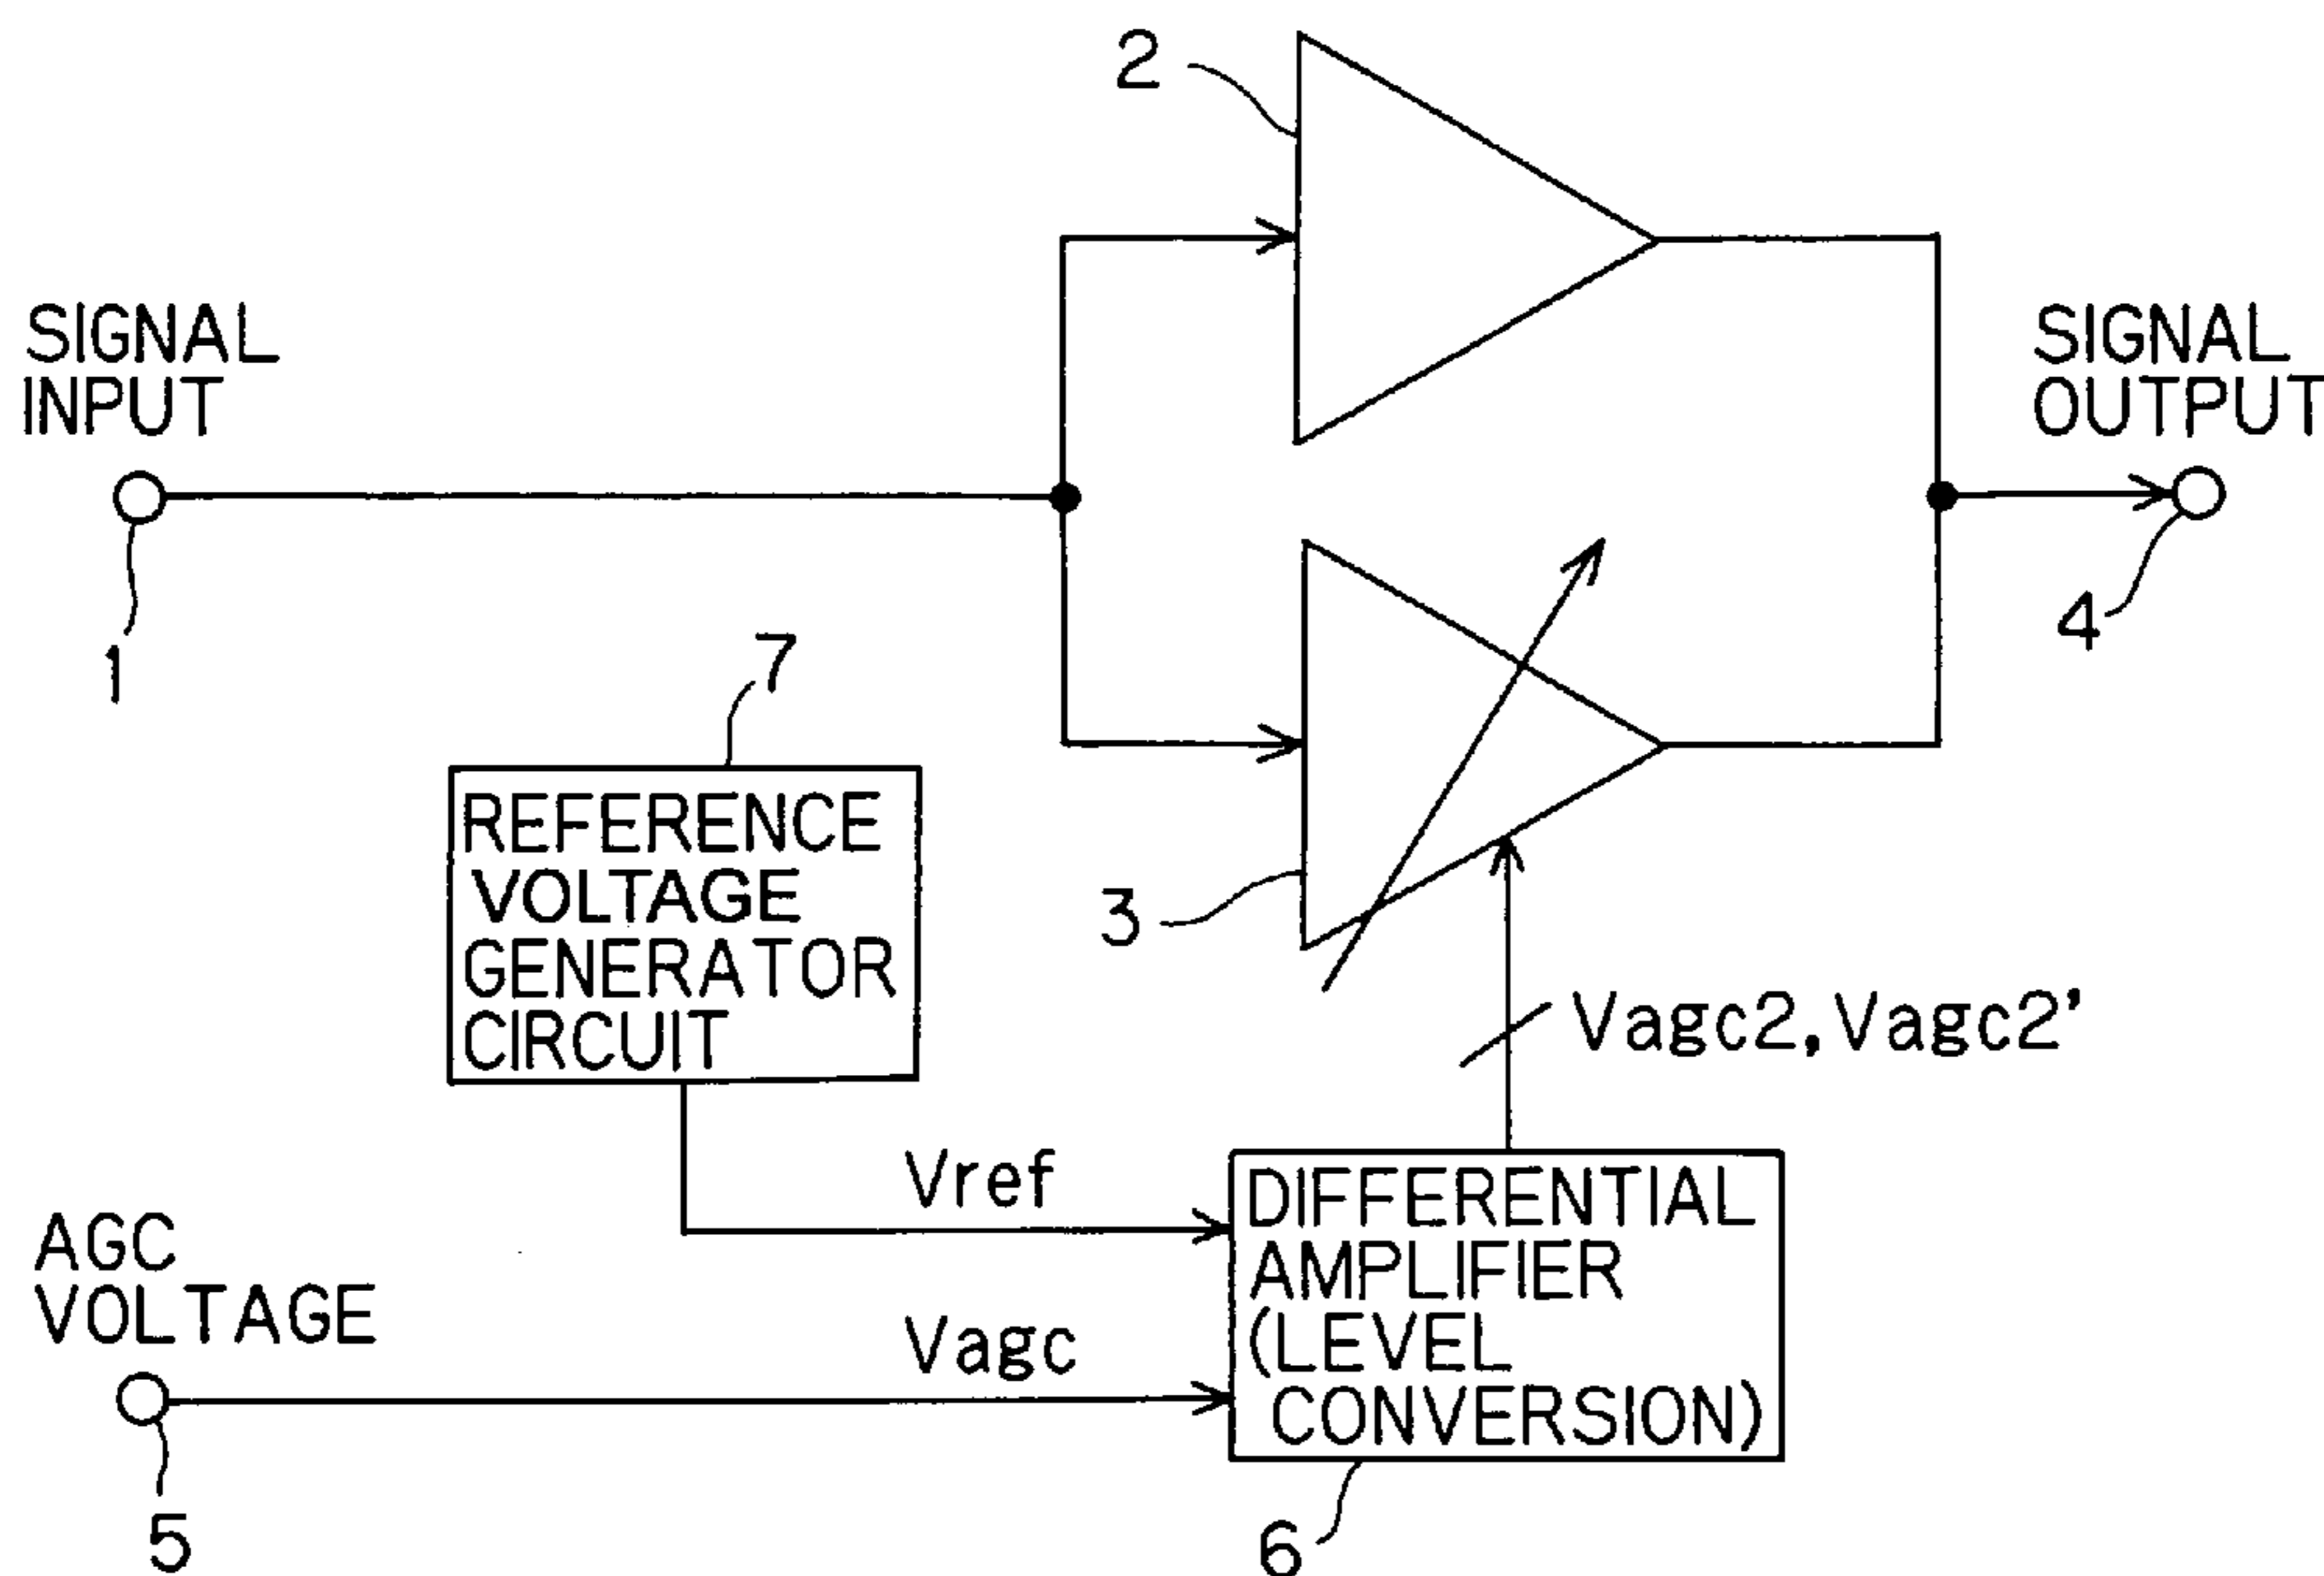 2
SIGNAL
INPUT
SIGNAL
OUTPUT
1
4
7
REFERENCE
VOLTAGE
GENERATOR
CIRCUIT
3
Vagc2,Vagc2'
Vref
Vagc
AGC
VOLTAGE
DIFFERENTIAL
AMPLIFIER
(LEVEL
CONVERSION)
5
6